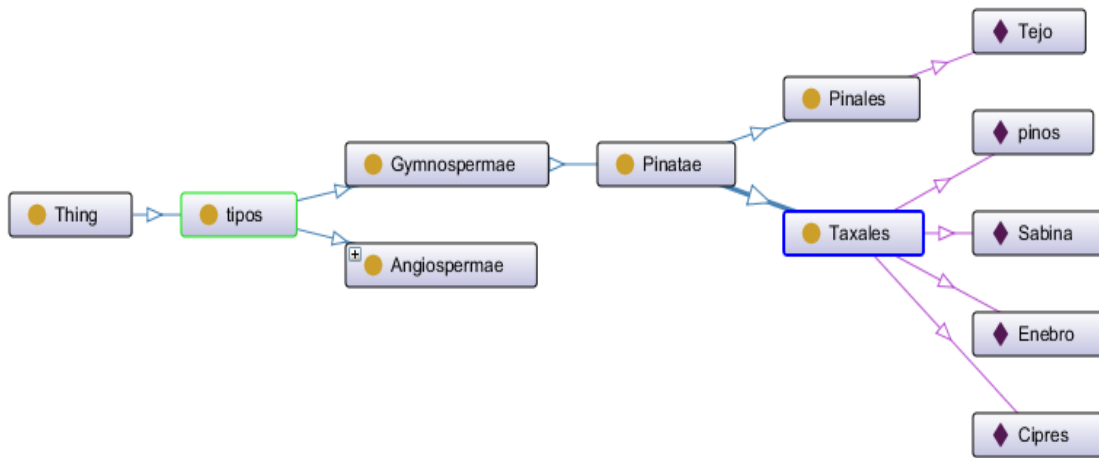 Thing
tipos
Gymnospermae
Angiospermae
Pinatae
Pinales
Taxales
Tejo
pinos
Sabina
Enebro
Cipres